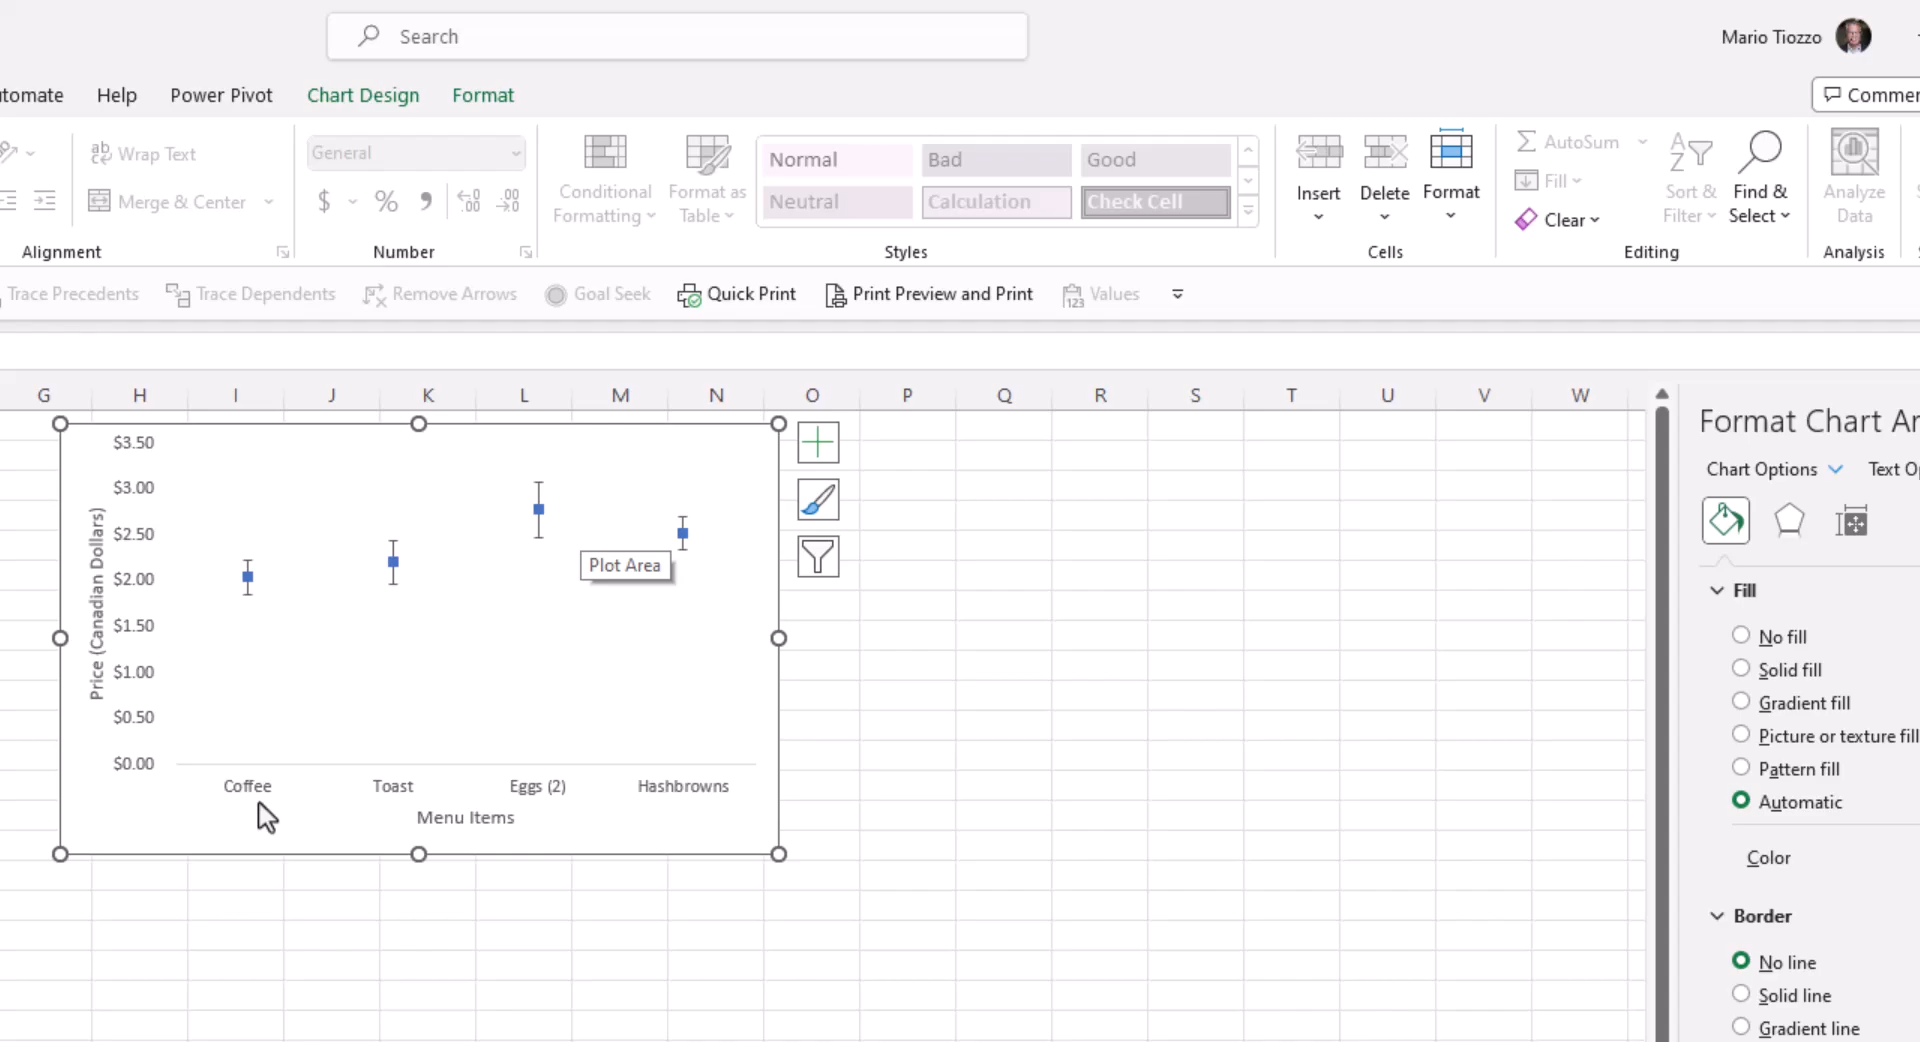 Search
Mario Tiozzo
utomate Help Power Pivot Chart Design Format
Commen
Wrap Text
Merge & Center
Alignment
General
$ % 9 .00
Number
Conditional Formatting
Format as Table
Normal Bad Good
Neutral Calculation Check Cell
Styles
Insert Delete Format
Cells
AutoSum
Fill
Clear
Sort & Filter
Find & Select
Editing
Analyze Data
Analysis
Trace Precedents Trace Dependents Remove Arrows Goal Seek Quick Print Print Preview and Print Values
G H I J K L M N O P Q R S T U V W
$3.50
$3.00
$2.50
$2.00
$1.50
$1.00
$0.50
$0.00
Price (Canadian Dollars)
Plot Area
Coffee Toast Eggs (2) Hashbrowns
Menu Items
Format Chart Ar
Chart Options Text Op
Fill
No fill
Solid fill
Gradient fill
Picture or texture fill
Pattern fill
Automatic
Color
Border
No line
Solid line
Gradient line